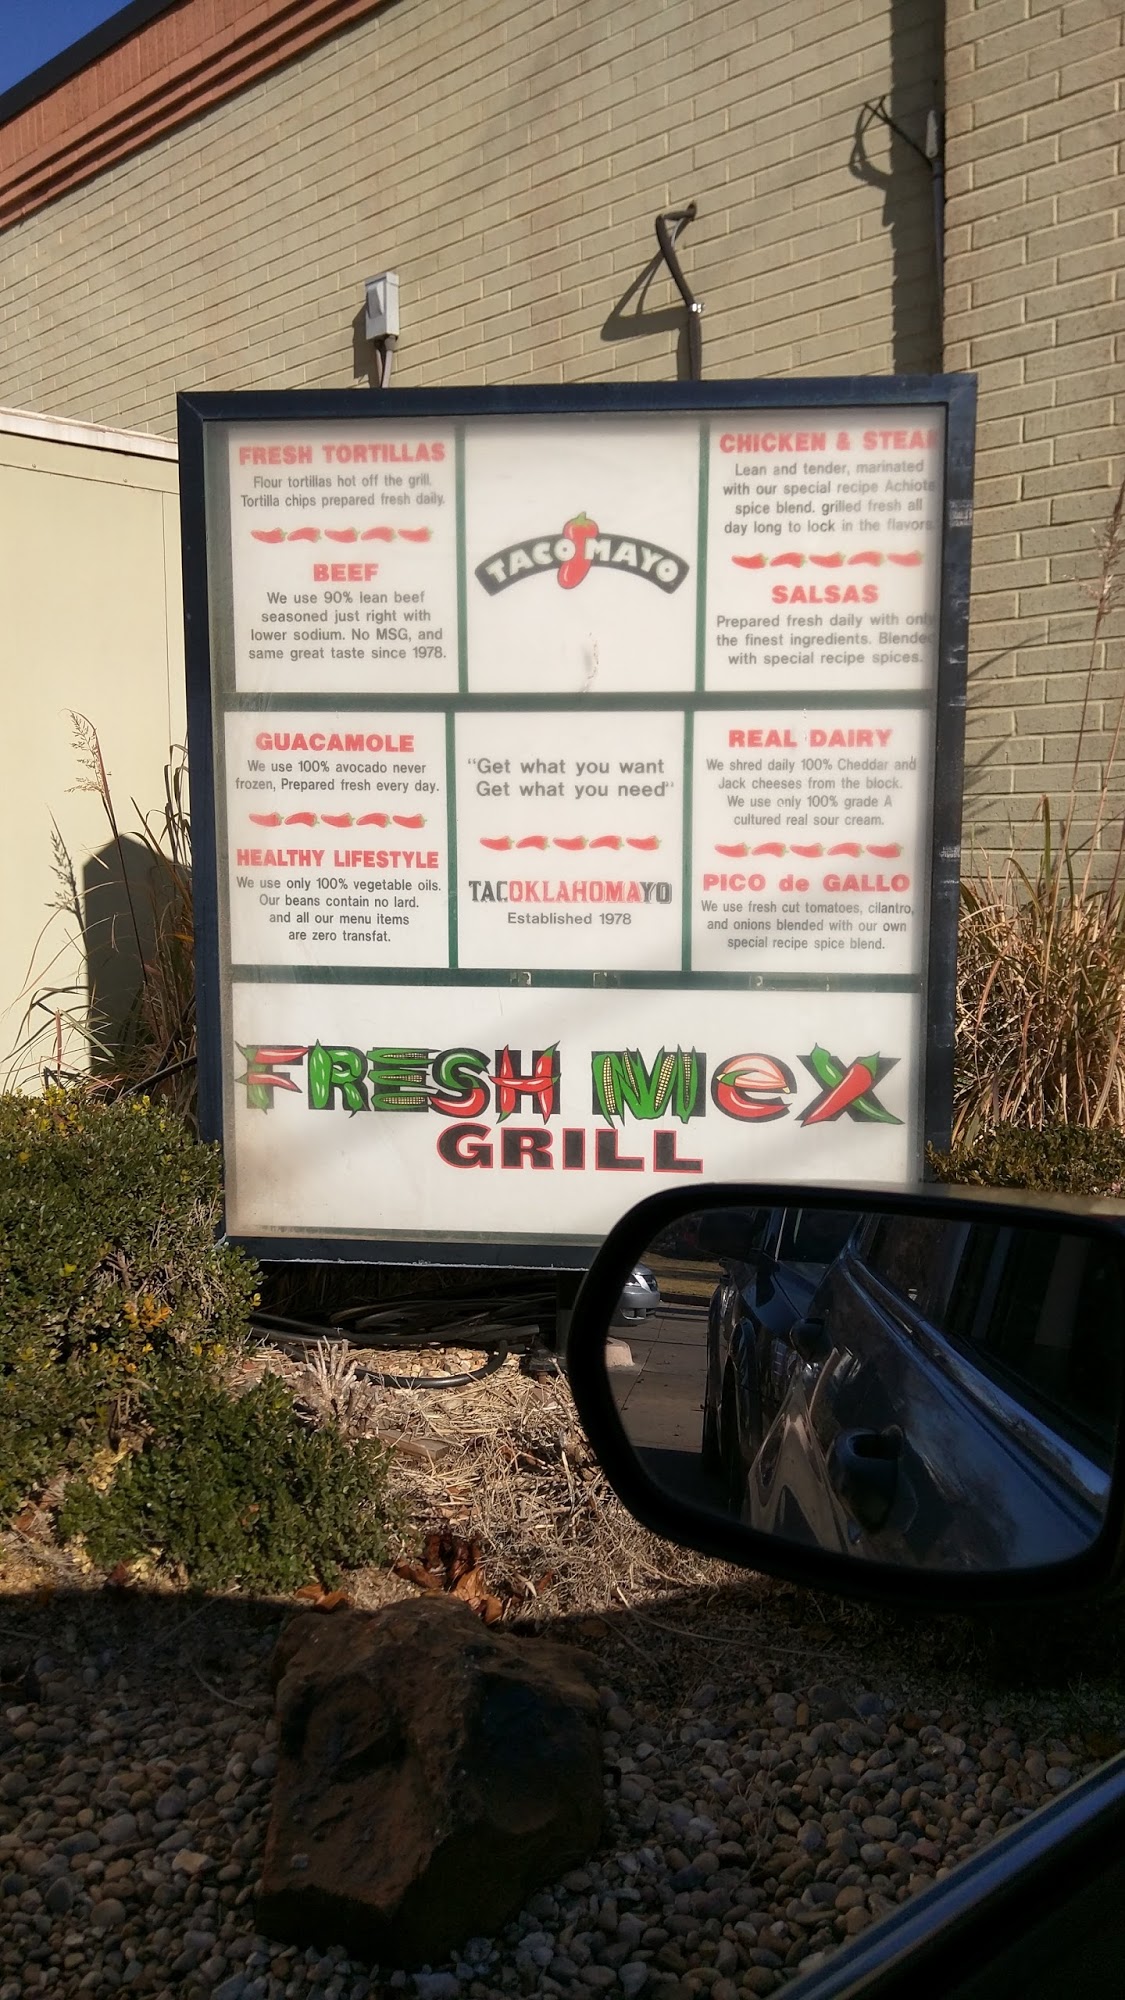 FRESH TORTILLAS
Flour tortillas hot off the grill.
Tortilla chips prepared fresh daily.
BEEF
We use 90% lean beef
seasoned just right with
lower sodium. No MSG, and
same great taste since 1978.
TACO MAYO
CHICKEN & STEAK
Lean and tender, marinated
with our special recipe Achiote
spice blend. grilled fresh all
day long to lock in the flavors.
SALSAS
Prepared fresh daily with only
the finest ingredients. Blended
with special recipe spices.
GUACAMOLE
We use 100% avocado never
frozen, Prepared fresh every day.
HEALTHY LIFESTYLE
We use only 100% vegetable oils.
Our beans contain no lard.
and all our menu items
are zero transfat.
"Get what you want
Get what you need"
TACOKLAHOMAYO
Established 1978
REAL DAIRY
We shred daily 100% Cheddar and
Jack cheeses from the block.
We use only 100% grade A
cultured real sour cream.
PICO de GALLO
We use fresh cut tomatoes, cilantro,
and onions blended with our own
special recipe spice blend.
FRESH MeX
GRILL